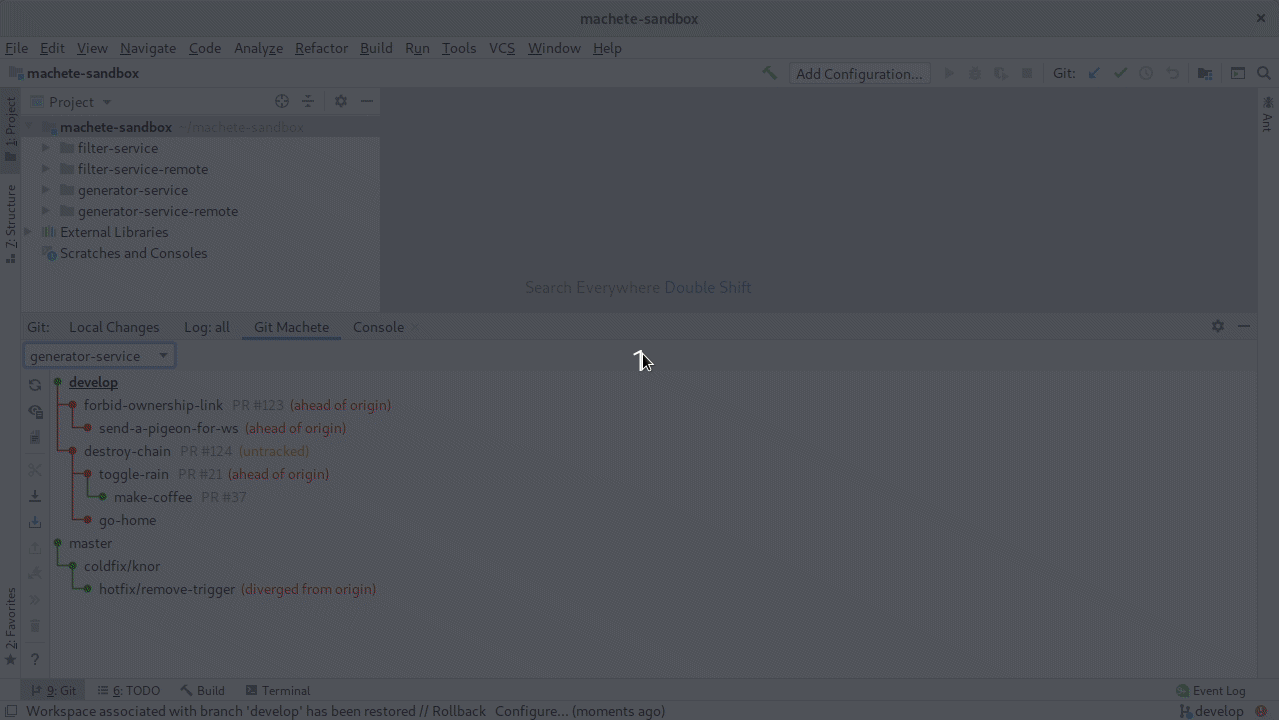 machete-sandbox
File Edit View Navigate Code Analyze Refactor Build Run Tools VCS Window Help
machete-sandbox Add Configuration... Git:
1: Project
7: Structure
2: Favorites
Ant
Project
machete-sandbox ~/machete-sandbox
filter-service
filter-service-remote
generator-service
generator-service-remote
External Libraries
Scratches and Consoles
Search Everywhere Double Shift
Git: Local Changes Log: all Git Machete Console
generator-service
1
develop
forbid-ownership-link PR #123 (ahead of origin)
send-a-pigeon-for-ws (ahead of origin)
destroy-chain PR #124 (untracked)
toggle-rain PR #21 (ahead of origin)
make-coffee PR #37
go-home
master
coldfix/knor
hotfix/remove-trigger (diverged from origin)
?
9: Git 6: TODO Build Terminal Event Log
Workspace associated with branch 'develop' has been restored // Rollback Configure... (moments ago) develop